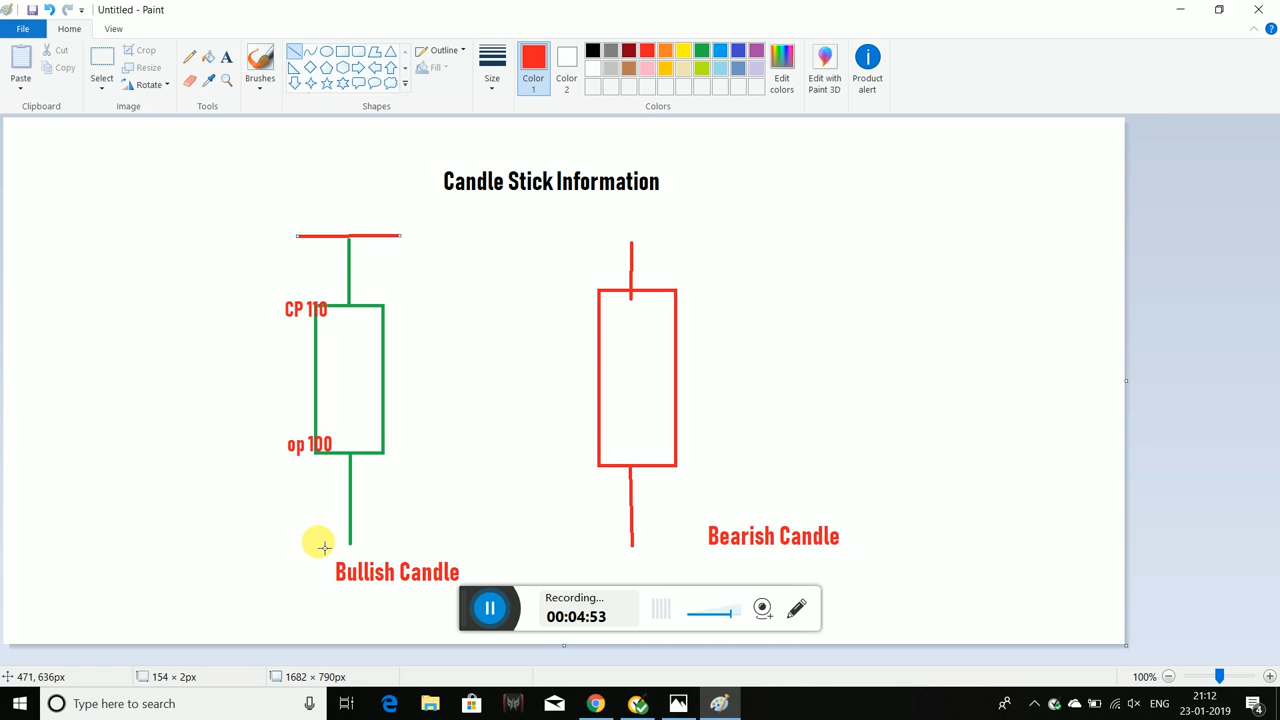 Untitled - Paint
File
Home
View
Paste
Cut
Copy
Clipboard
Select
Crop
Resize
Rotate
Image
Tools
Brushes
Shapes
Outline
Fill
Size
Color 1
Color 2
Edit colors
Colors
Edit with Paint 3D
Product alert
Candle Stick Information
CP 110
op 100
Bullish Candle
Bearish Candle
Recording...
00:04:53
471, 636px
154 × 2px
1682 × 790px
100%
Type here to search
ENG
21:12
23-01-2019
4